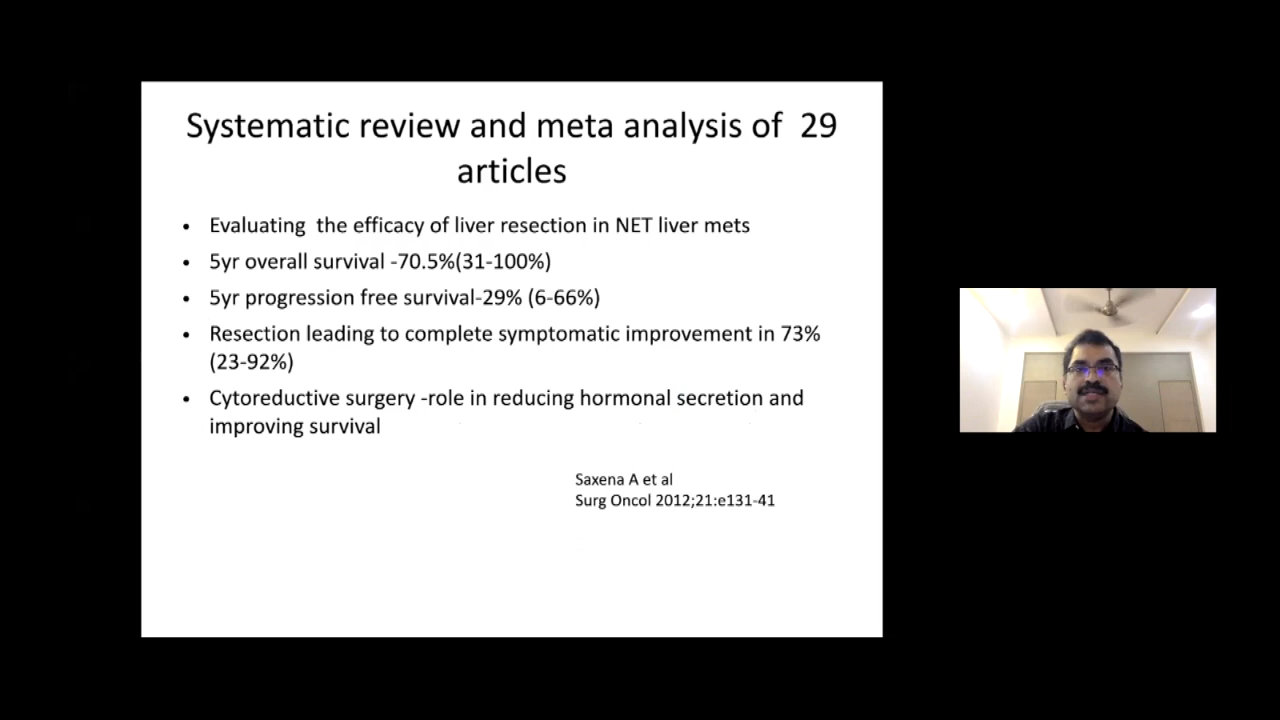 Systematic review and meta analysis of  29
articles
• Evaluating  the efficacy of liver resection in NET liver mets
• 5yr overall survival -70.5%(31-100%)
• 5yr progression free survival-29% (6-66%)
• Resection leading to complete symptomatic improvement in 73%
(23-92%)
• Cytoreductive surgery -role in reducing hormonal secretion and
improving survival
Saxena A et al
Surg Oncol 2012;21:e131-41